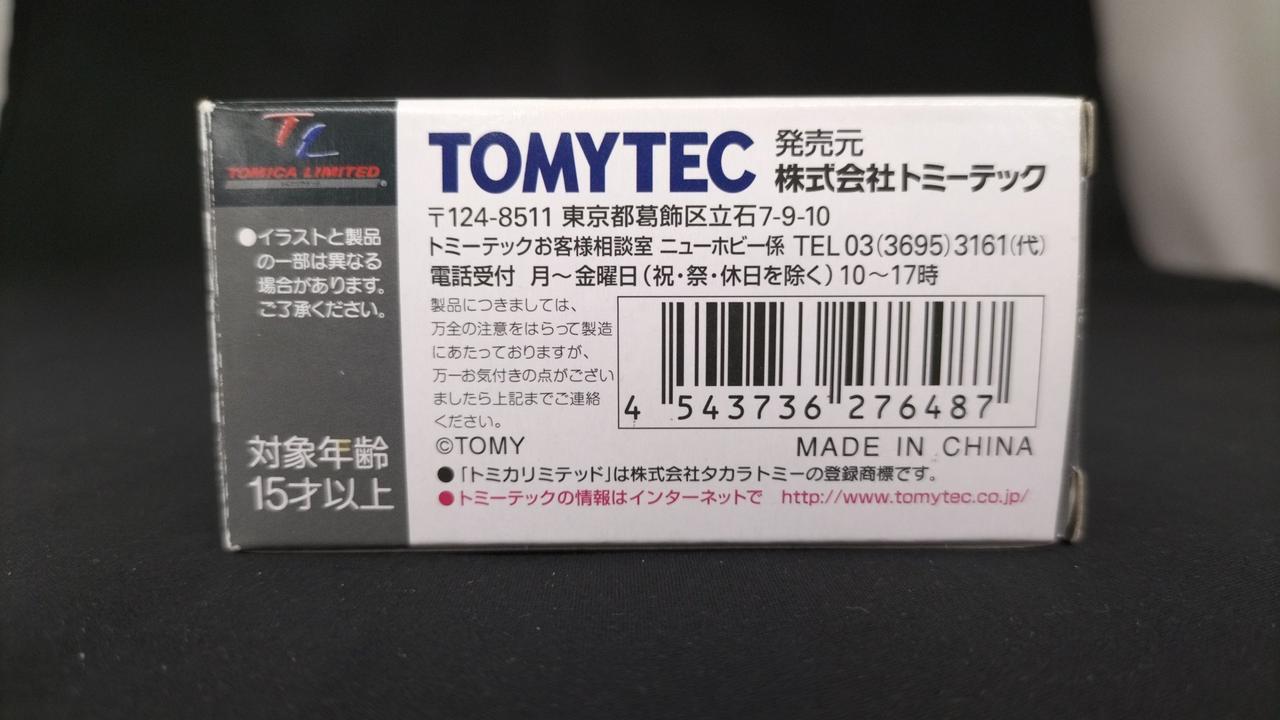 TL
TOMICA LIMITED
●イラストと製品
の一部は異なる
場合があります。
ご了承ください。
対象年齢
15才以上
TOMYTEC
発売元
株式会社トミーテック
〒124-8511 東京都葛飾区立石7-9-10
トミーテックお客様相談室 ニューホビー係 TEL 03(3695)3161(代)
電話受付 月～金曜日(祝・祭・休日を除く)10～17時
製品につきましては、
万全の注意をはらって製造
にあたっておりますが、
万一お気付きの点がござい
ましたら上記までご連絡
ください。
4 543736 276487
©TOMY
MADE IN CHINA
●「トミカリミテッド」は株式会社タカラトミーの登録商標です。
●トミーテックの情報はインターネットで http://www.tomytec.co.jp/